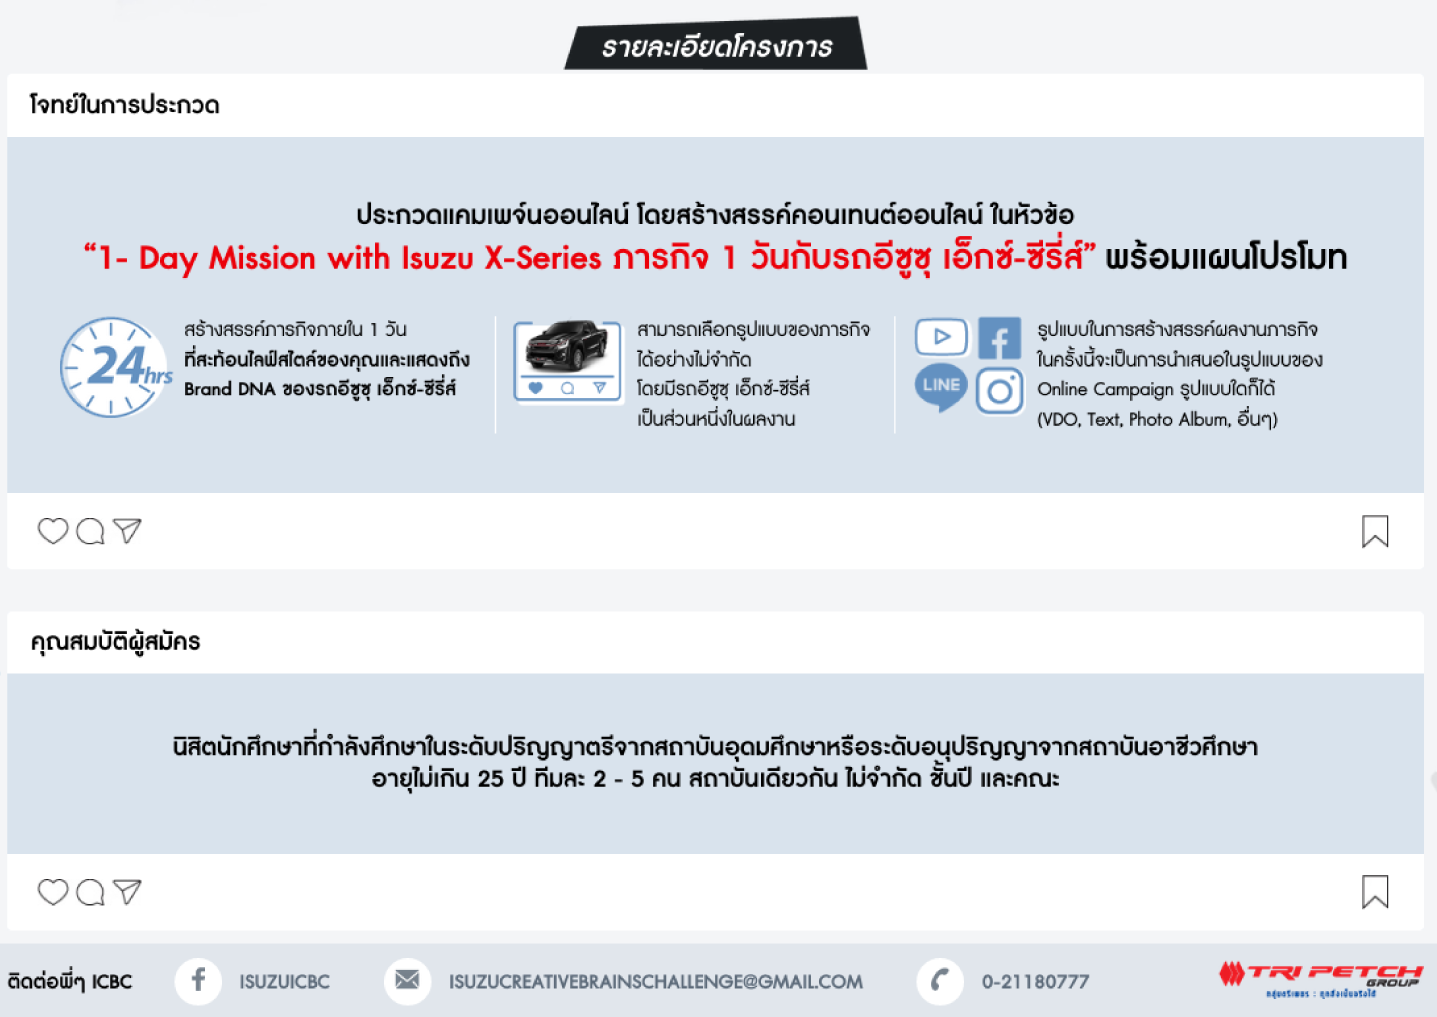 รายละเอียดโครงการ
โจทย์ในการประกวด
ประกวดแคมเพจ์นออนไลน์ โดยสร้างสรรค์คอนเทนต์ออนไลน์ ในหัวข้อ
“1- Day Mission with Isuzu X-Series ภารกิจ 1 วันกับรถอีซูซุ เอ็กซ์-ซีรี่ส์” พร้อมแผนโปรโมท
24hrs
สร้างสรรค์ภารกิจภายใน 1 วัน
ที่สะท้อนไลฟ์สไตล์ของคุณและแสดงถึง
Brand DNA ของรถอีซูซุ เอ็กซ์-ซีรี่ส์
สามารถเลือกรูปแบบของภารกิจ
ได้อย่างไม่จำกัด
โดยมีรถอีซูซุ เอ็กซ์-ซีรี่ส์
เป็นส่วนหนึ่งในผลงาน
LINE
รูปแบบในการสร้างสรรค์ผลงานภารกิจ
ในครั้งนี้จะเป็นการนำเสนอในรูปแบบของ
Online Campaign รูปแบบใดก็ได้
(VDO, Text, Photo Album, อื่นๆ)
คุณสมบัติผู้สมัคร
นิสิตนักศึกษาที่กำลังศึกษาในระดับปริญญาตรีจากสถาบันอุดมศึกษาหรือระดับอนุปริญญาจากสถาบันอาชีวศึกษา
อายุไม่เกิน 25 ปี ทีมละ 2 - 5 คน สถาบันเดียวกัน ไม่จำกัด ชั้นปี และคณะ
ติดต่อพี่ๆ ICBC
ISUZUICBC
ISUZUCREATIVEBRAINSCHALLENGE@GMAIL.COM
0-21180777
TRI PETCH
GROUP
กลุ่มตรีเพชร : ทุกสิ่งเป็นจริงได้